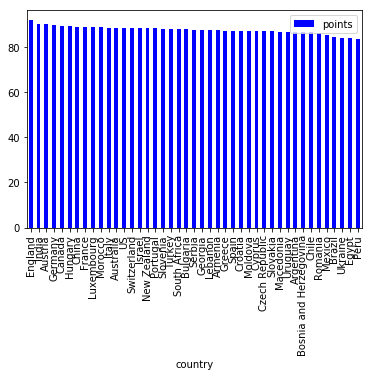 points
80
60
40
20
0
England
India
Austria
Germany
Canada
Hungary
China
France
Luxembourg
Morocco
Italy
Australia
US
Switzerland
Israel
New Zealand
Portugal
Slovenia
Turkey
South Africa
Bulgaria
Serbia
Georgia
Lebanon
Armenia
Greece
Spain
Croatia
Moldova
Cyprus
Czech Republic
Slovakia
Macedonia
Uruguay
Argentina
Bosnia and Herzegovina
Chile
Romania
Mexico
Brazil
Ukraine
Egypt
Peru
country